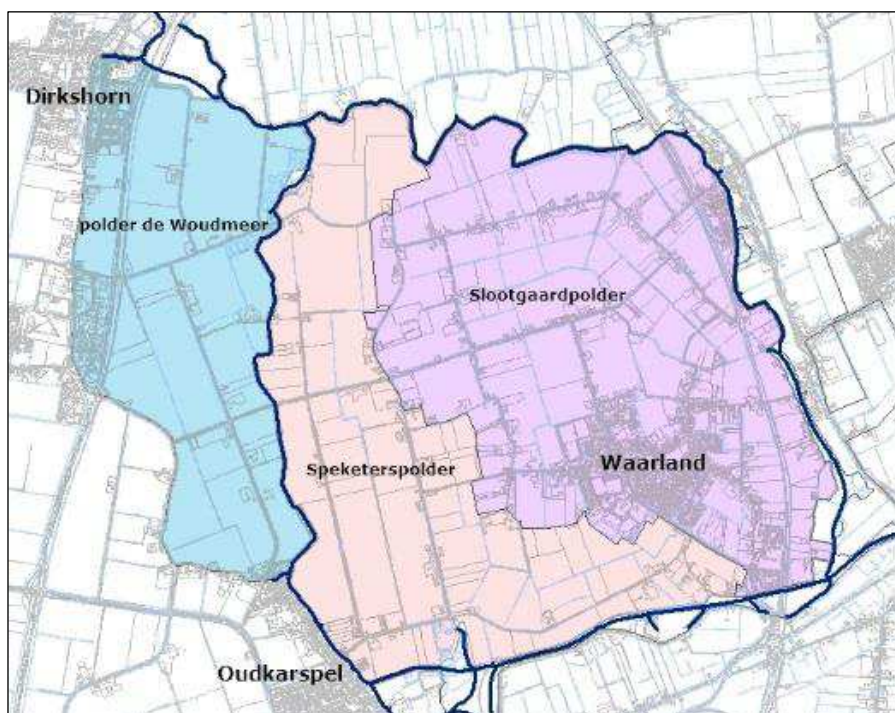 Dirkshorn
polder de Woudmeer
Slootgaardpolder
Speketerspolder
Waarland
Oudkarspel